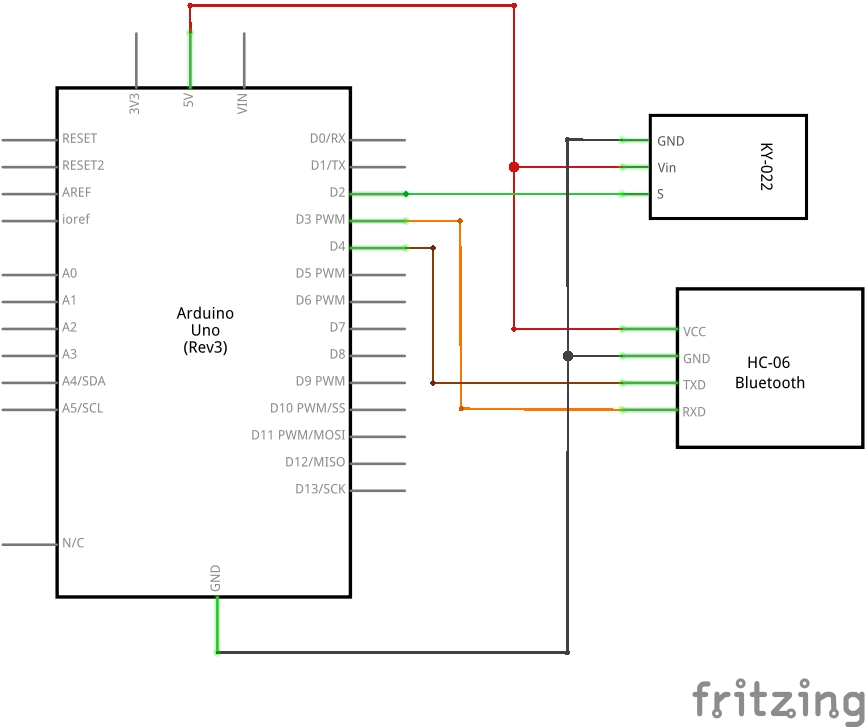 3V3
5V
VIN
RESET
RESET2
AREF
ioref
A0
A1
A2
A3
A4/SDA
A5/SCL
N/C
Arduino
Uno
(Rev3)
D0/RX
D1/TX
D2
D3 PWM
D4
D5 PWM
D6 PWM
D7
D8
D9 PWM
D10 PWM/SS
D11 PWM/MOSI
D12/MISO
D13/SCK
GND
GND
Vin
S
KY-022
VCC
GND
TXD
RXD
HC-06
Bluetooth
fritzing